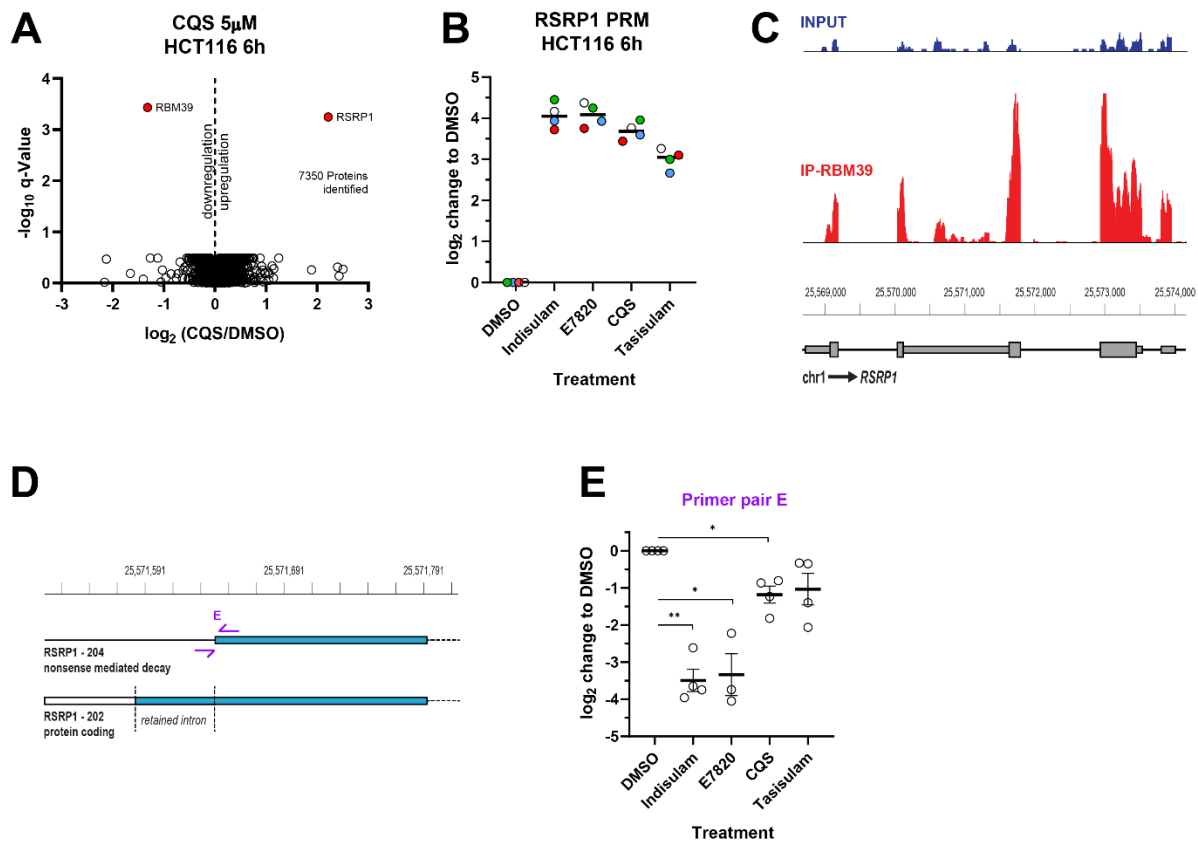 A
CQS 5µM
HCT116 6h
-log10 q-Value
4
3
2
1
0
RBM39
RSRP1
downregulation
upregulation
7350 Proteins
identified
-3
-2
-1
0
1
2
3
log2 (CQS/DMSO)
B
RSRP1 PRM
HCT116 6h
log2 change to DMSO
5
4
3
2
1
0
DMSO
Indisulam
E7820
CQS
Tasisulam
Treatment
C
INPUT
IP-RBM39
25,569,000
25,570,000
25,571,000
25,572,000
25,573,000
25,574,000
chr1 RSRP1
D
25,571,591
25,571,691
25,571,791
E
RSRP1 - 204
nonsense mediated decay
RSRP1 - 202
protein coding
retained intron
E
Primer pair E
log2 change to DMSO
0
-1
-2
-3
-4
-5
*
*
**
DMSO
Indisulam
E7820
CQS
Tasisulam
Treatment